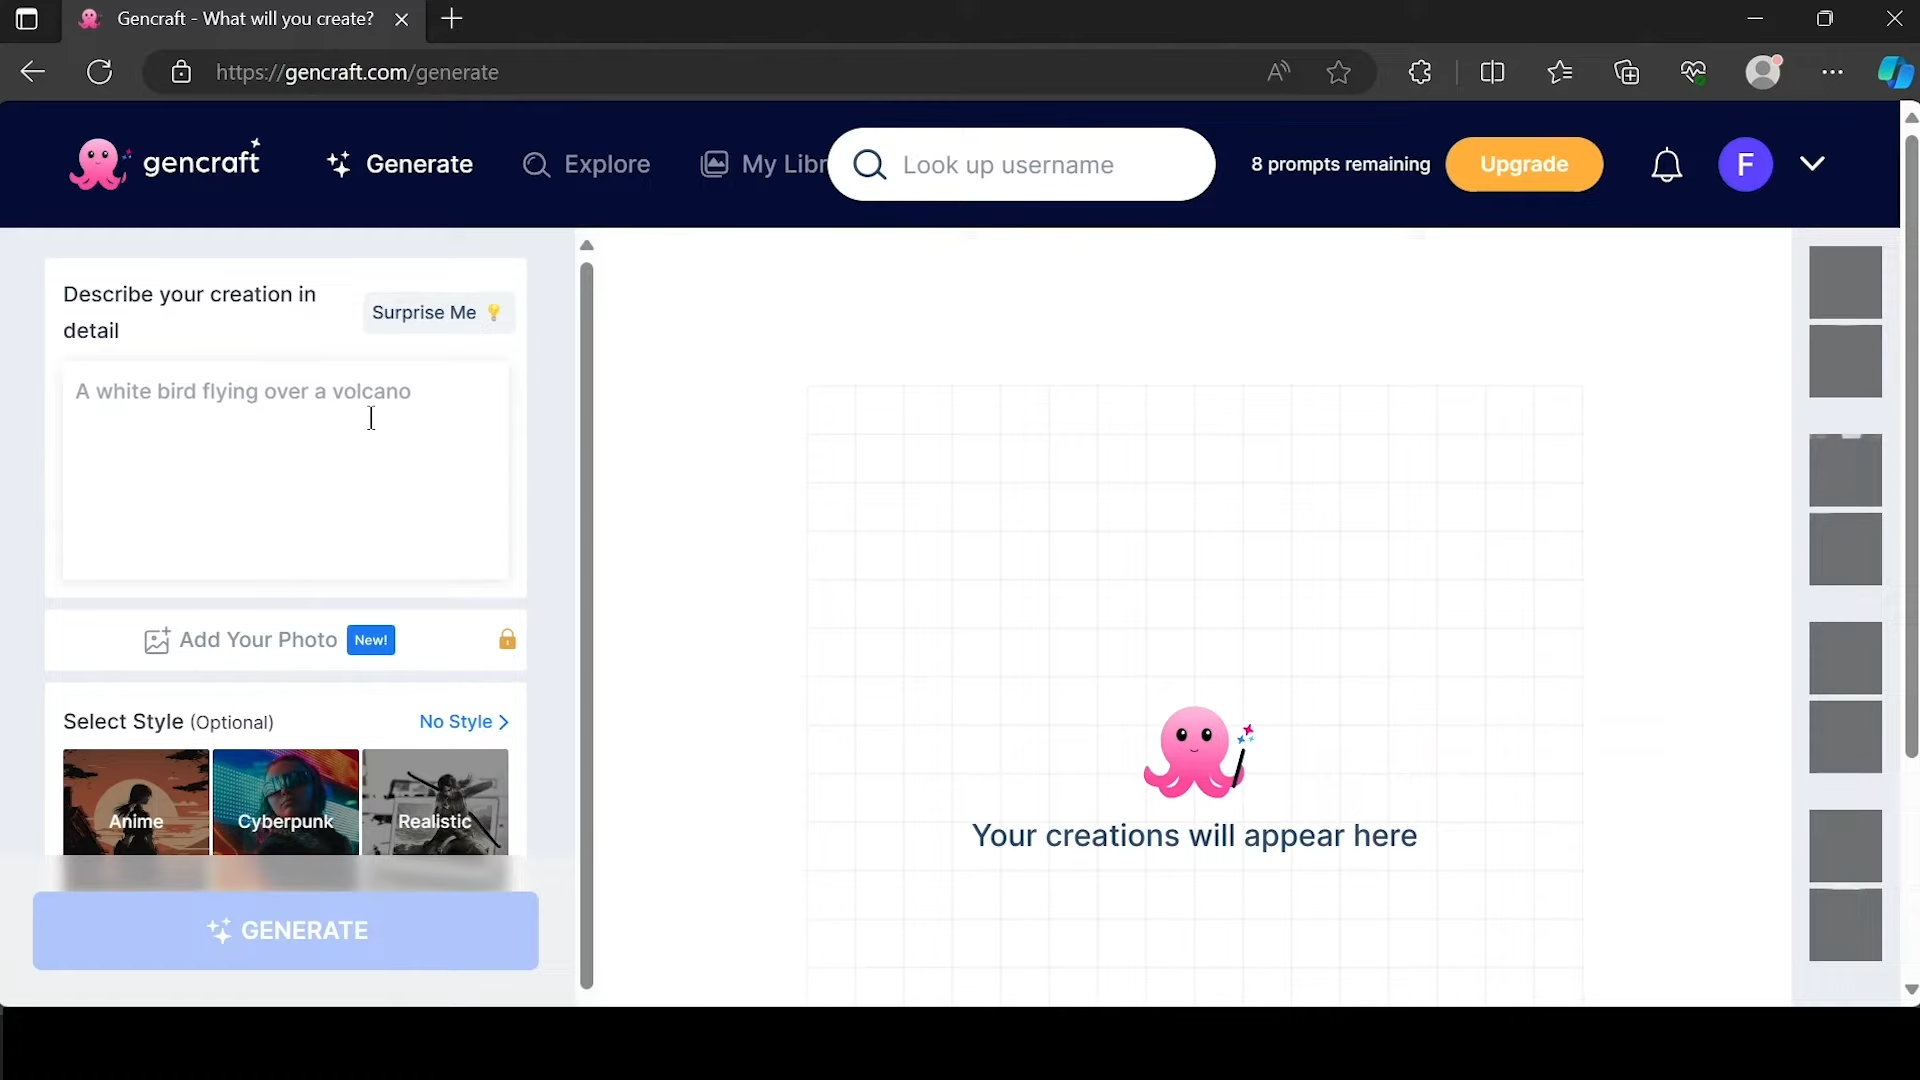 Gencraft - What will you create?
https://gencraft.com/generate
gencraft
Generate
Explore
My Libr
Look up username
8 prompts remaining
Upgrade
F
Describe your creation in
detail
Surprise Me
A white bird flying over a volcano
Add Your Photo
New!
Select Style (Optional)
No Style >
Anime
Cyberpunk
Realistic
GENERATE
Your creations will appear here